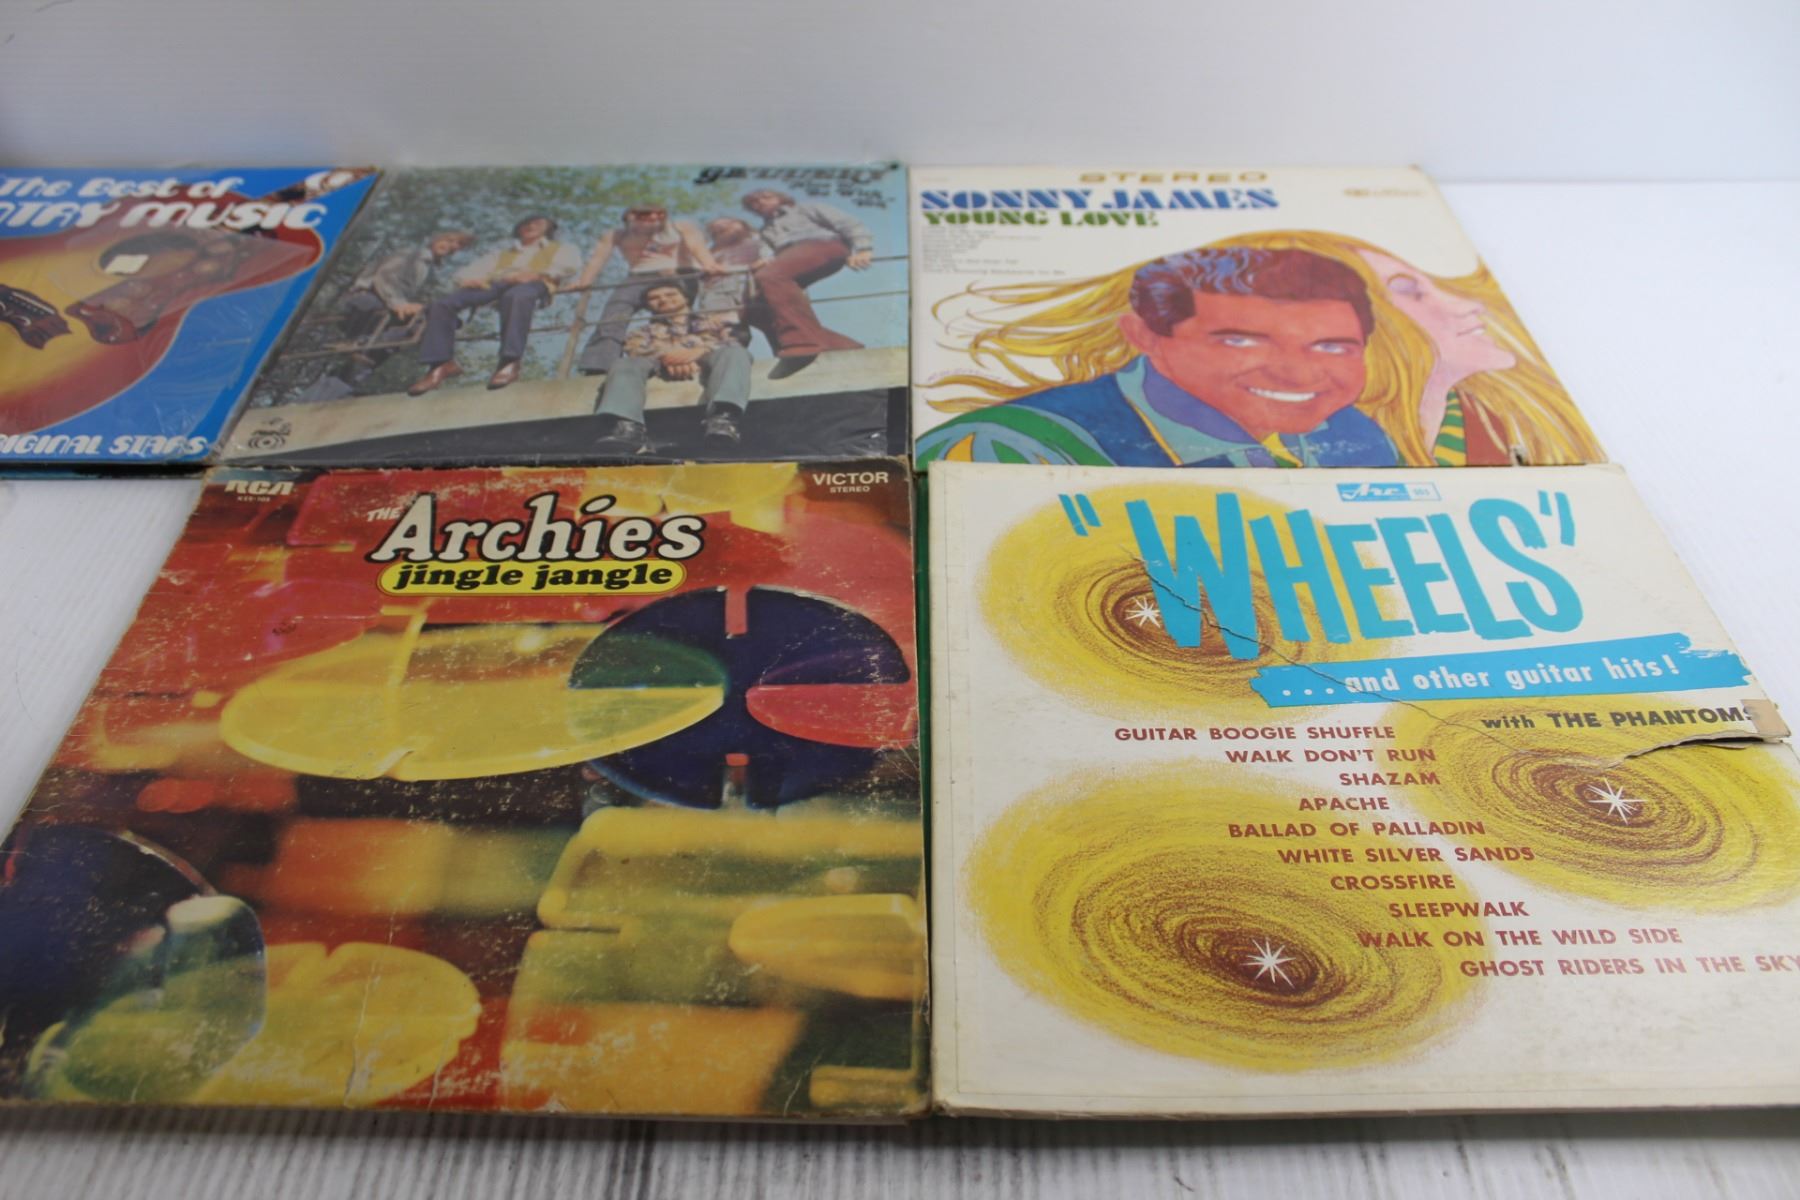 The Best of
NTRY MUSIC
RIGINAL STARS
GALLERY
STEREO
SONNY JAMES
YOUNG LOVE
RCA
VICTOR
STEREO
THE Archies
jingle jangle
Arc
"WHEELS"
...and other guitar hits!
with THE PHANTOMS
GUITAR BOOGIE SHUFFLE
WALK DON'T RUN
SHAZAM
APACHE
BALLAD OF PALLADIN
WHITE SILVER SANDS
CROSSFIRE
SLEEPWALK
WALK ON THE WILD SIDE
GHOST RIDERS IN THE SKY